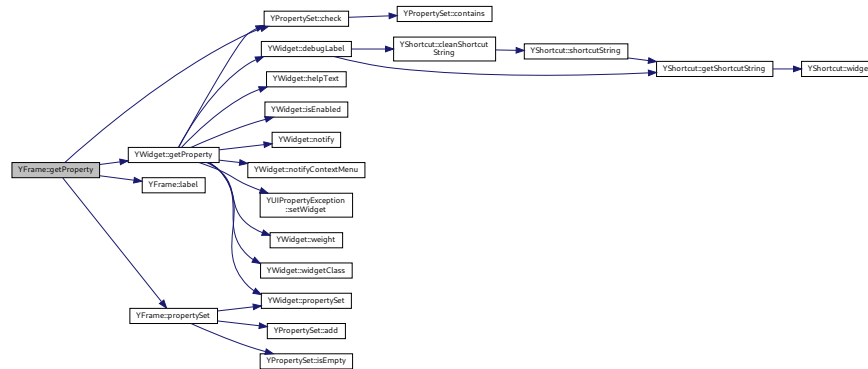 YPropertySet::check
YPropertySet::contains
YWidget::debugLabel
YShortcut::cleanShortcut
String
YShortcut::shortcutString
YShortcut::getShortcutString
YShortcut::widge
YWidget::helpText
YWidget::isEnabled
YWidget::notify
YWidget::getProperty
YWidget::notifyContextMenu
YFrame::getProperty
YFrame::label
YUIPropertyException
::setWidget
YWidget::weight
YWidget::widgetClass
YWidget::propertySet
YFrame::propertySet
YPropertySet::add
YPropertySet::isEmpty